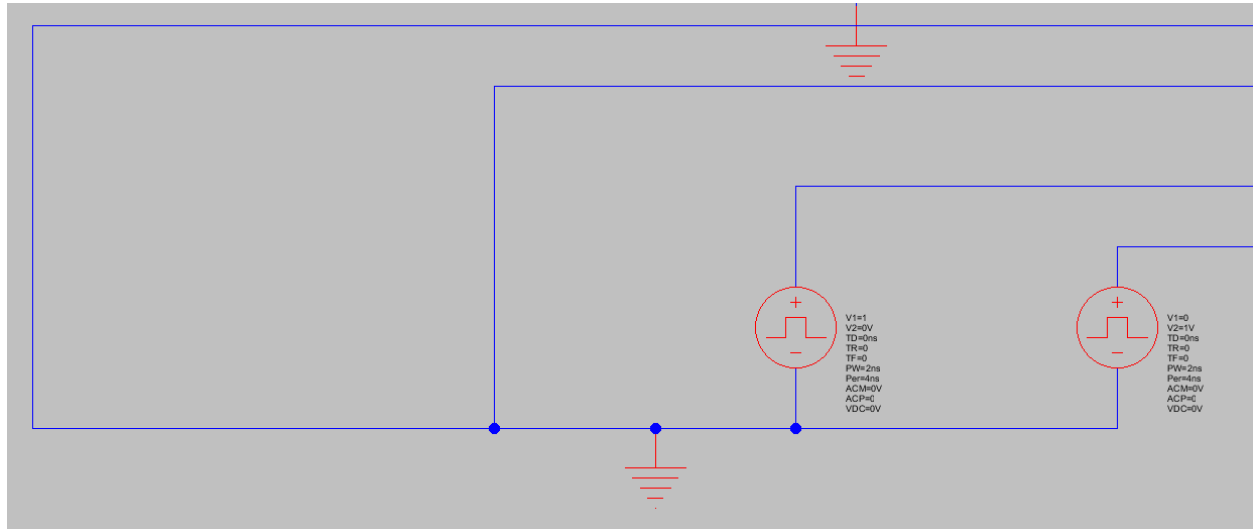 V1=1
V2=0V
TD=0ns
TR=0
TF=0
PW=2ns
Per=4ns
ACM=0V
ACP=0
VDC=0V
V1=0
V2=1V
TD=0ns
TR=0
TF=0
PW=2ns
Per=4ns
ACM=0V
ACP=0
VDC=0V